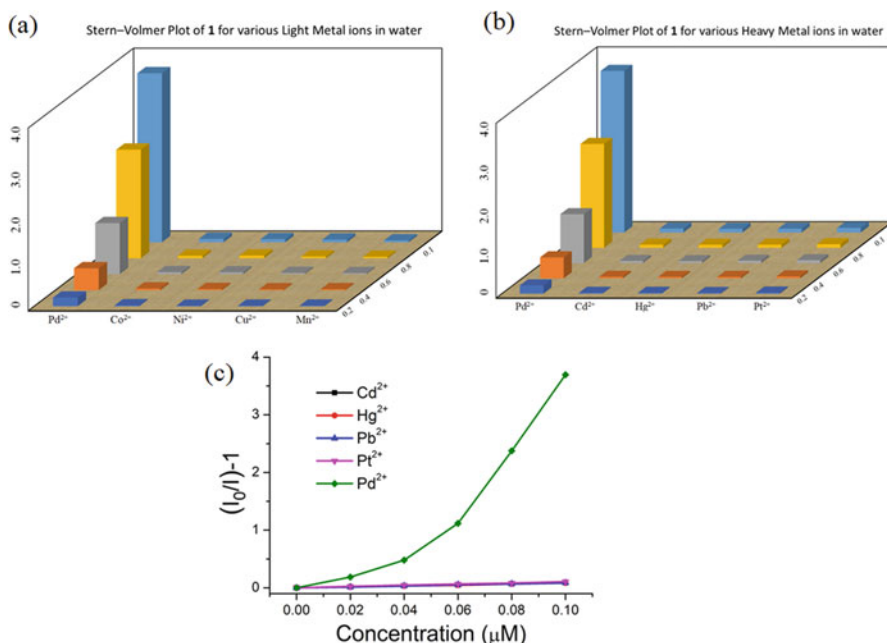 (a)
Stern–Volmer Plot of 1 for various Light Metal ions in water
4.0
3.0
2.0
1.0
0
Pd²⁺ Co²⁺ Ni²⁺ Cu²⁺ Mn²⁺
0.2 0.4 0.6 0.8 0.1
(b)
Stern–Volmer Plot of 1 for various Heavy Metal ions in water
4.0
3.0
2.0
1.0
0
Pd²⁺ Cd²⁺ Hg²⁺ Pb²⁺ Pt²⁺
0.2 0.4 0.6 0.8 0.1
(c)
(I₀/I)-1
4
3
2
1
0
Cd²⁺
Hg²⁺
Pb²⁺
Pt²⁺
Pd²⁺
0.00 0.02 0.04 0.06 0.08 0.10
Concentration (μM)